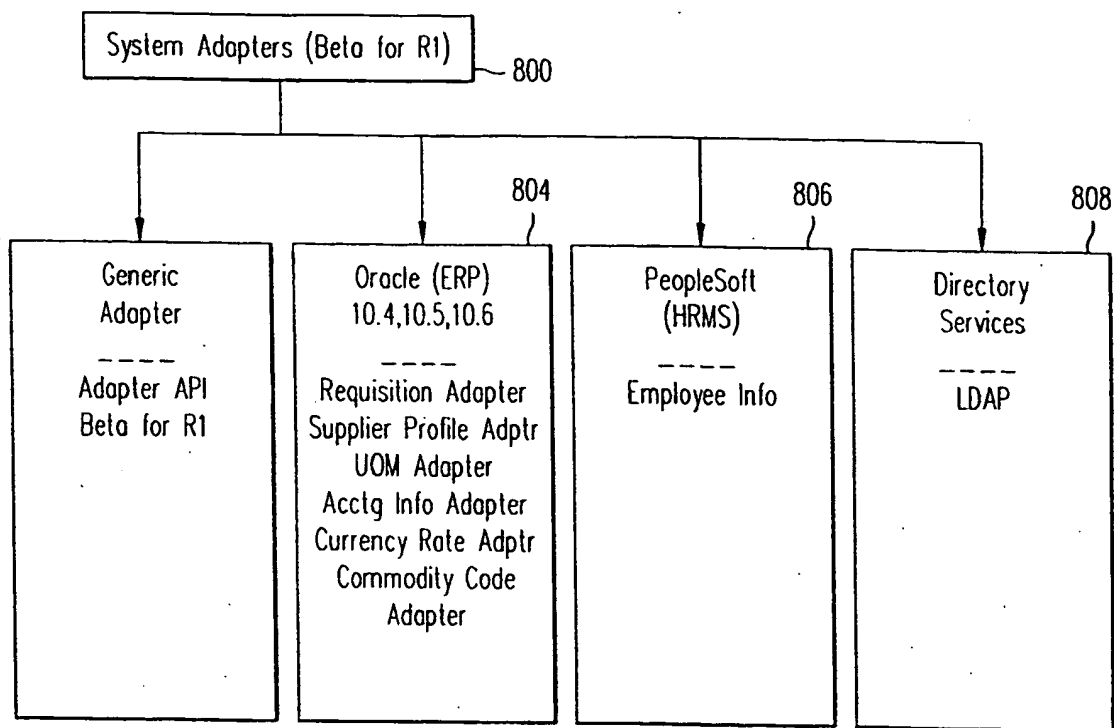 System Adapters (Beta for R1)
800
804
806
808
Generic
Adapter
Adapter API
Beta for R1
Oracle (ERP)
10.4,10.5,10.6
Requisition Adapter
Supplier Profile Adptr
UOM Adapter
Acctg Info Adapter
Currency Rate Adptr
Commodity Code
Adapter
PeopleSoft
(HRMS)
Employee Info
Directory
Services
LDAP